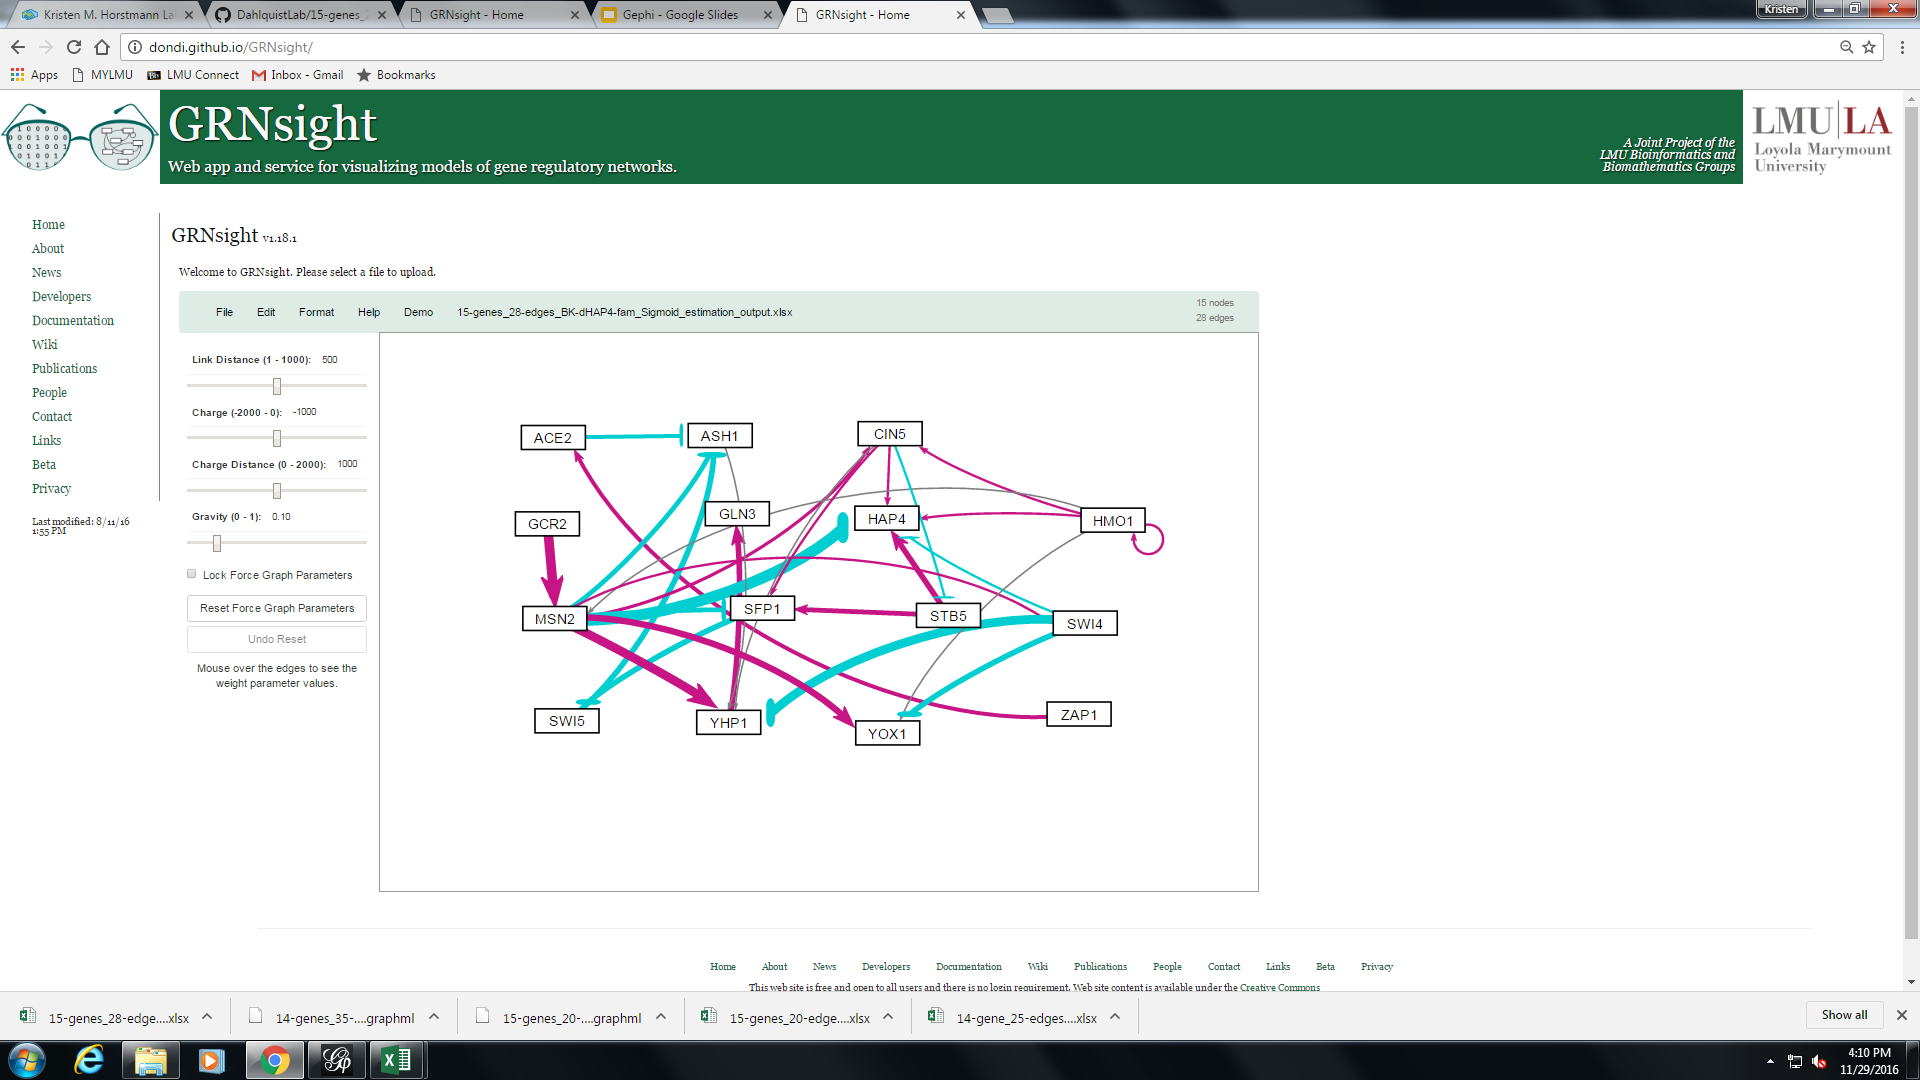 Kristen M. Horstmann La
DahlquistLab/15-genes_
GRNsight - Home
Gephi - Google Slides
GRNsight - Home
Kristen
dondi.github.io/GRNsight/
Apps
MYLMU
Bb
LMU Connect
Inbox - Gmail
Bookmarks
GRNsight
Web app and service for visualizing models of gene regulatory networks.
A Joint Project of the
LMU Bioinformatics and
Biomathematics Groups
LMU|LA
Loyola Marymount
University
Home
About
News
Developers
Documentation
Wiki
Publications
People
Contact
Links
Beta
Privacy
Last modified: 8/11/16
1:55 PM
GRNsight v1.18.1
Welcome to GRNsight. Please select a file to upload.
File
Edit
Format
Help
Demo
15-genes_28-edges_BK-dHAP4-fam_Sigmoid_estimation_output.xlsx
15 nodes
28 edges
Link Distance (1 - 1000): 500
Charge (-2000 - 0): -1000
Charge Distance (0 - 2000): 1000
Gravity (0 - 1): 0.10
Lock Force Graph Parameters
Reset Force Graph Parameters
Undo Reset
Mouse over the edges to see the
weight parameter values.
ACE2
ASH1
CIN5
GCR2
GLN3
HAP4
HMO1
MSN2
SFP1
STB5
SWI4
SWI5
YHP1
YOX1
ZAP1
Home
About
News
Developers
Documentation
Wiki
Publications
People
Contact
Links
Beta
Privacy
This web site is free and open to all users and there is no login requirement. Web site content is available under the Creative Commons
15-genes_28-edge....xlsx
14-genes_35-....graphml
15-genes_20-....graphml
15-genes_20-edge....xlsx
14-gene_25-edges....xlsx
Show all
4:10 PM
11/29/2016